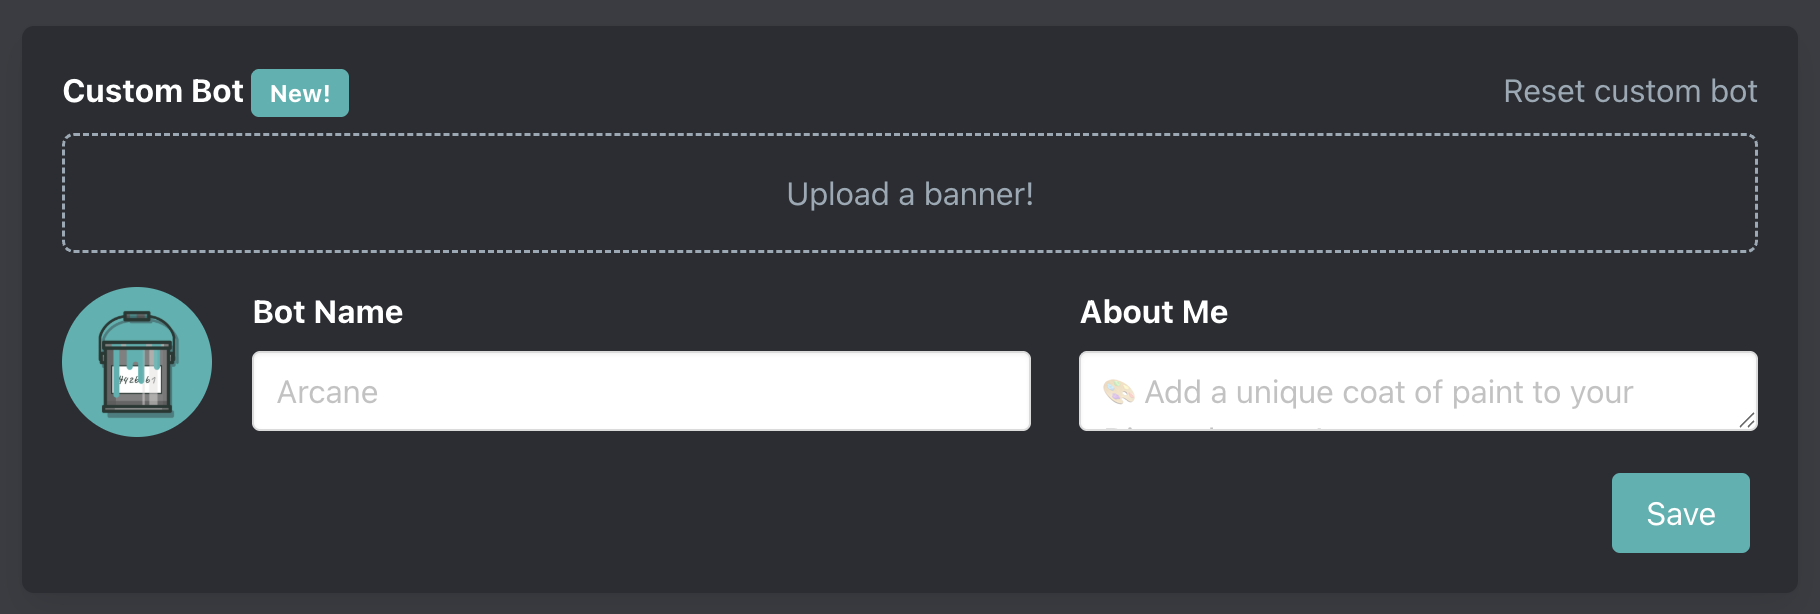 Custom Bot New! Reset custom bot
Upload a banner!
Bot Name About Me
Arcane 🎨 Add a unique coat of paint to your
Save